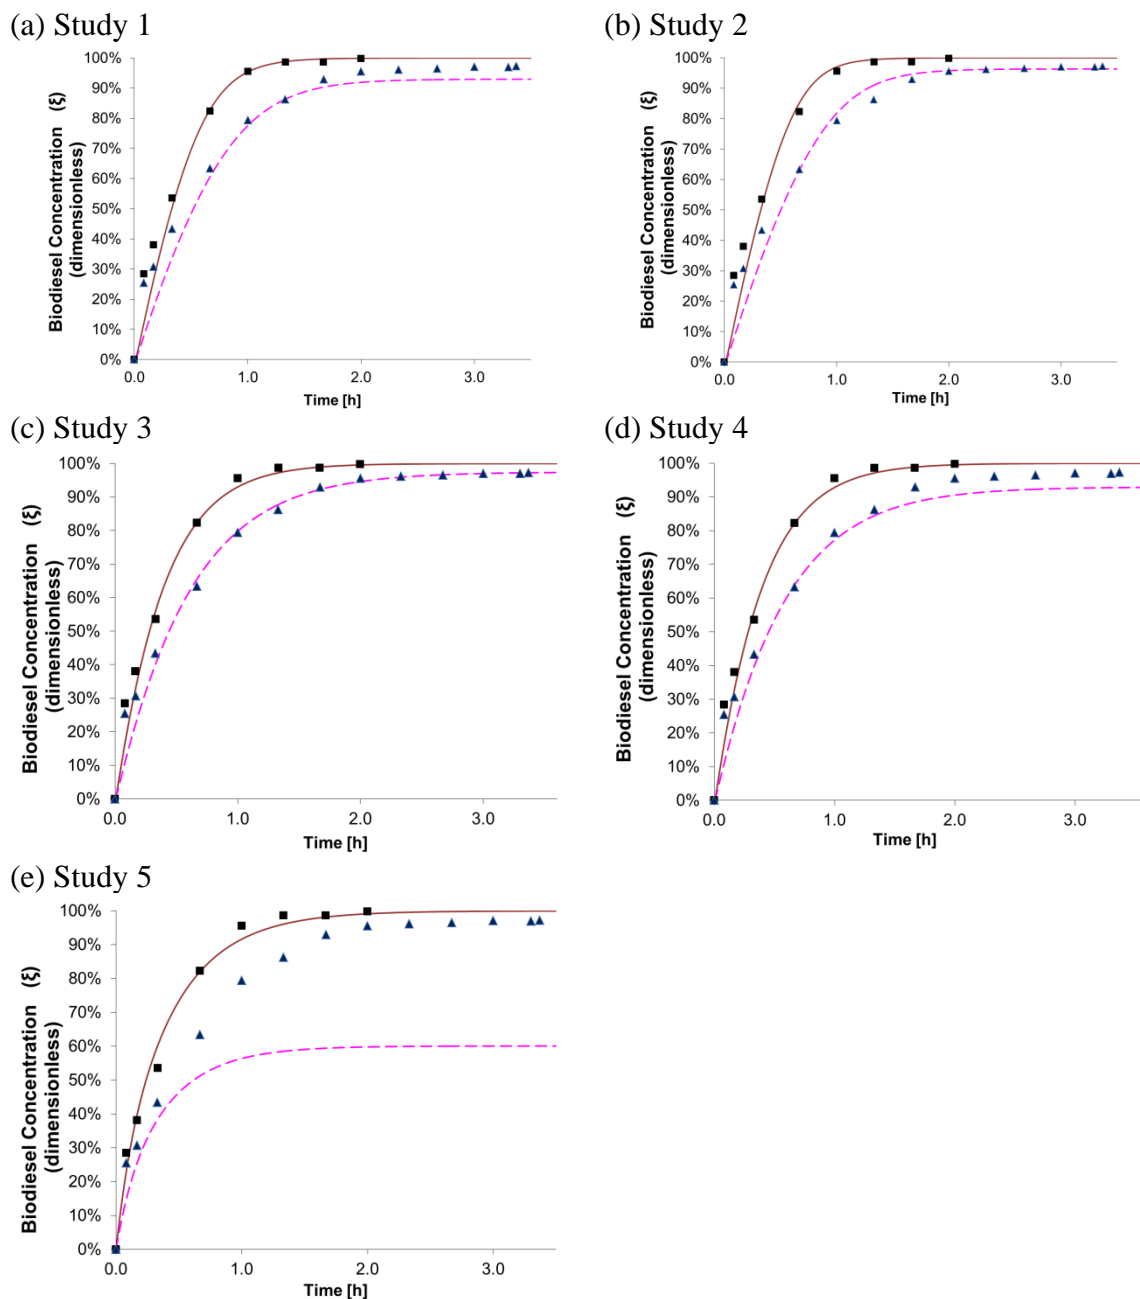 (a) Study 1
Biodiesel Concentration (ξ)
(dimensionless)
100%
90%
80%
70%
60%
50%
40%
30%
20%
10%
0%
0.0 1.0 2.0 3.0
Time [h]
(b) Study 2
Biodiesel Concentration (ξ)
(dimensionless)
100%
90%
80%
70%
60%
50%
40%
30%
20%
10%
0%
0.0 1.0 2.0 3.0
Time [h]
(c) Study 3
Biodiesel Concentration (ξ)
(dimensionless)
100%
90%
80%
70%
60%
50%
40%
30%
20%
10%
0%
0.0 1.0 2.0 3.0
Time [h]
(d) Study 4
Biodiesel Concentration (ξ)
(dimensionless)
100%
90%
80%
70%
60%
50%
40%
30%
20%
10%
0%
0.0 1.0 2.0 3.0
Time [h]
(e) Study 5
Biodiesel Concentration (ξ)
(dimensionless)
100%
90%
80%
70%
60%
50%
40%
30%
20%
10%
0%
0.0 1.0 2.0 3.0
Time [h]